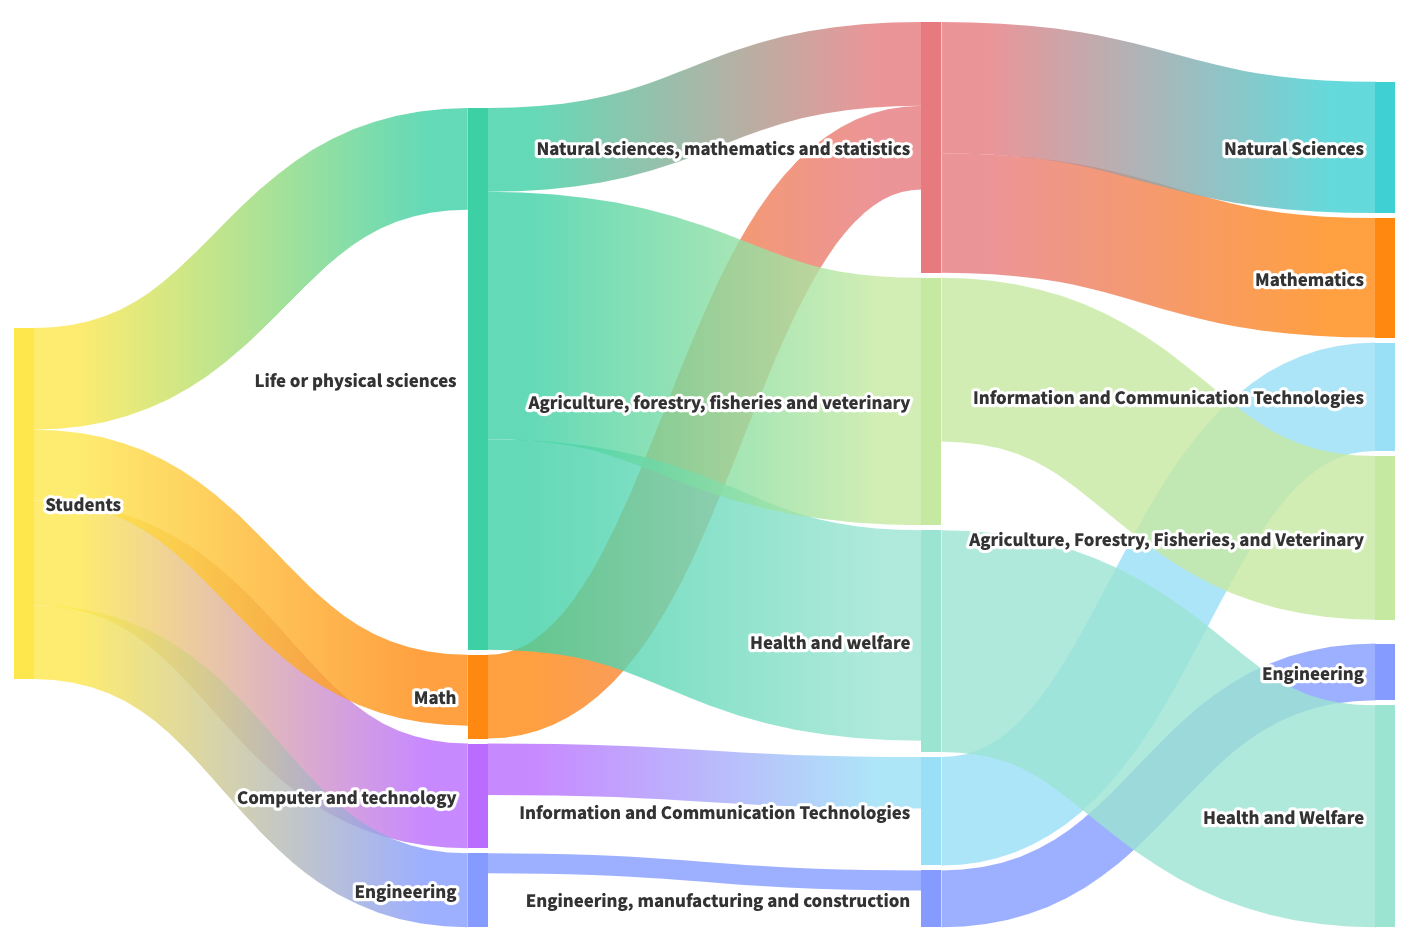 Students
Life or physical sciences
Math
Computer and technology
Engineering
Natural sciences, mathematics and statistics
Agriculture, forestry, fisheries and veterinary
Health and welfare
Information and Communication Technologies
Engineering, manufacturing and construction
Natural Sciences
Mathematics
Information and Communication Technologies
Agriculture, Forestry, Fisheries, and Veterinary
Engineering
Health and Welfare